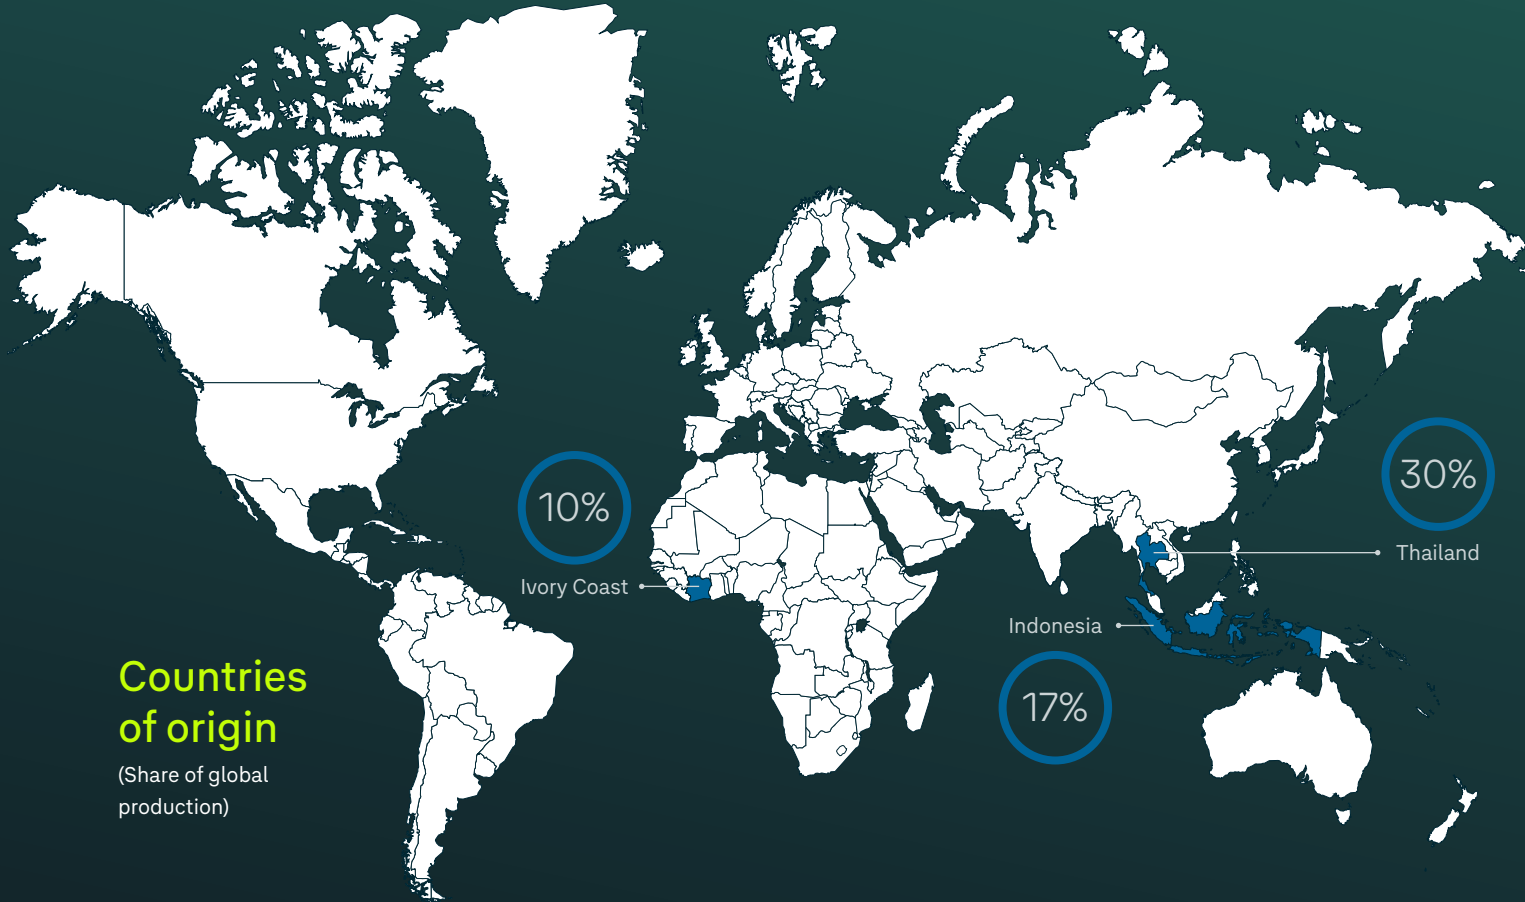 30%
10%
Thailand
Ivory Coast
Indonesia
17%
Countries
of origin
(Share of global
production)